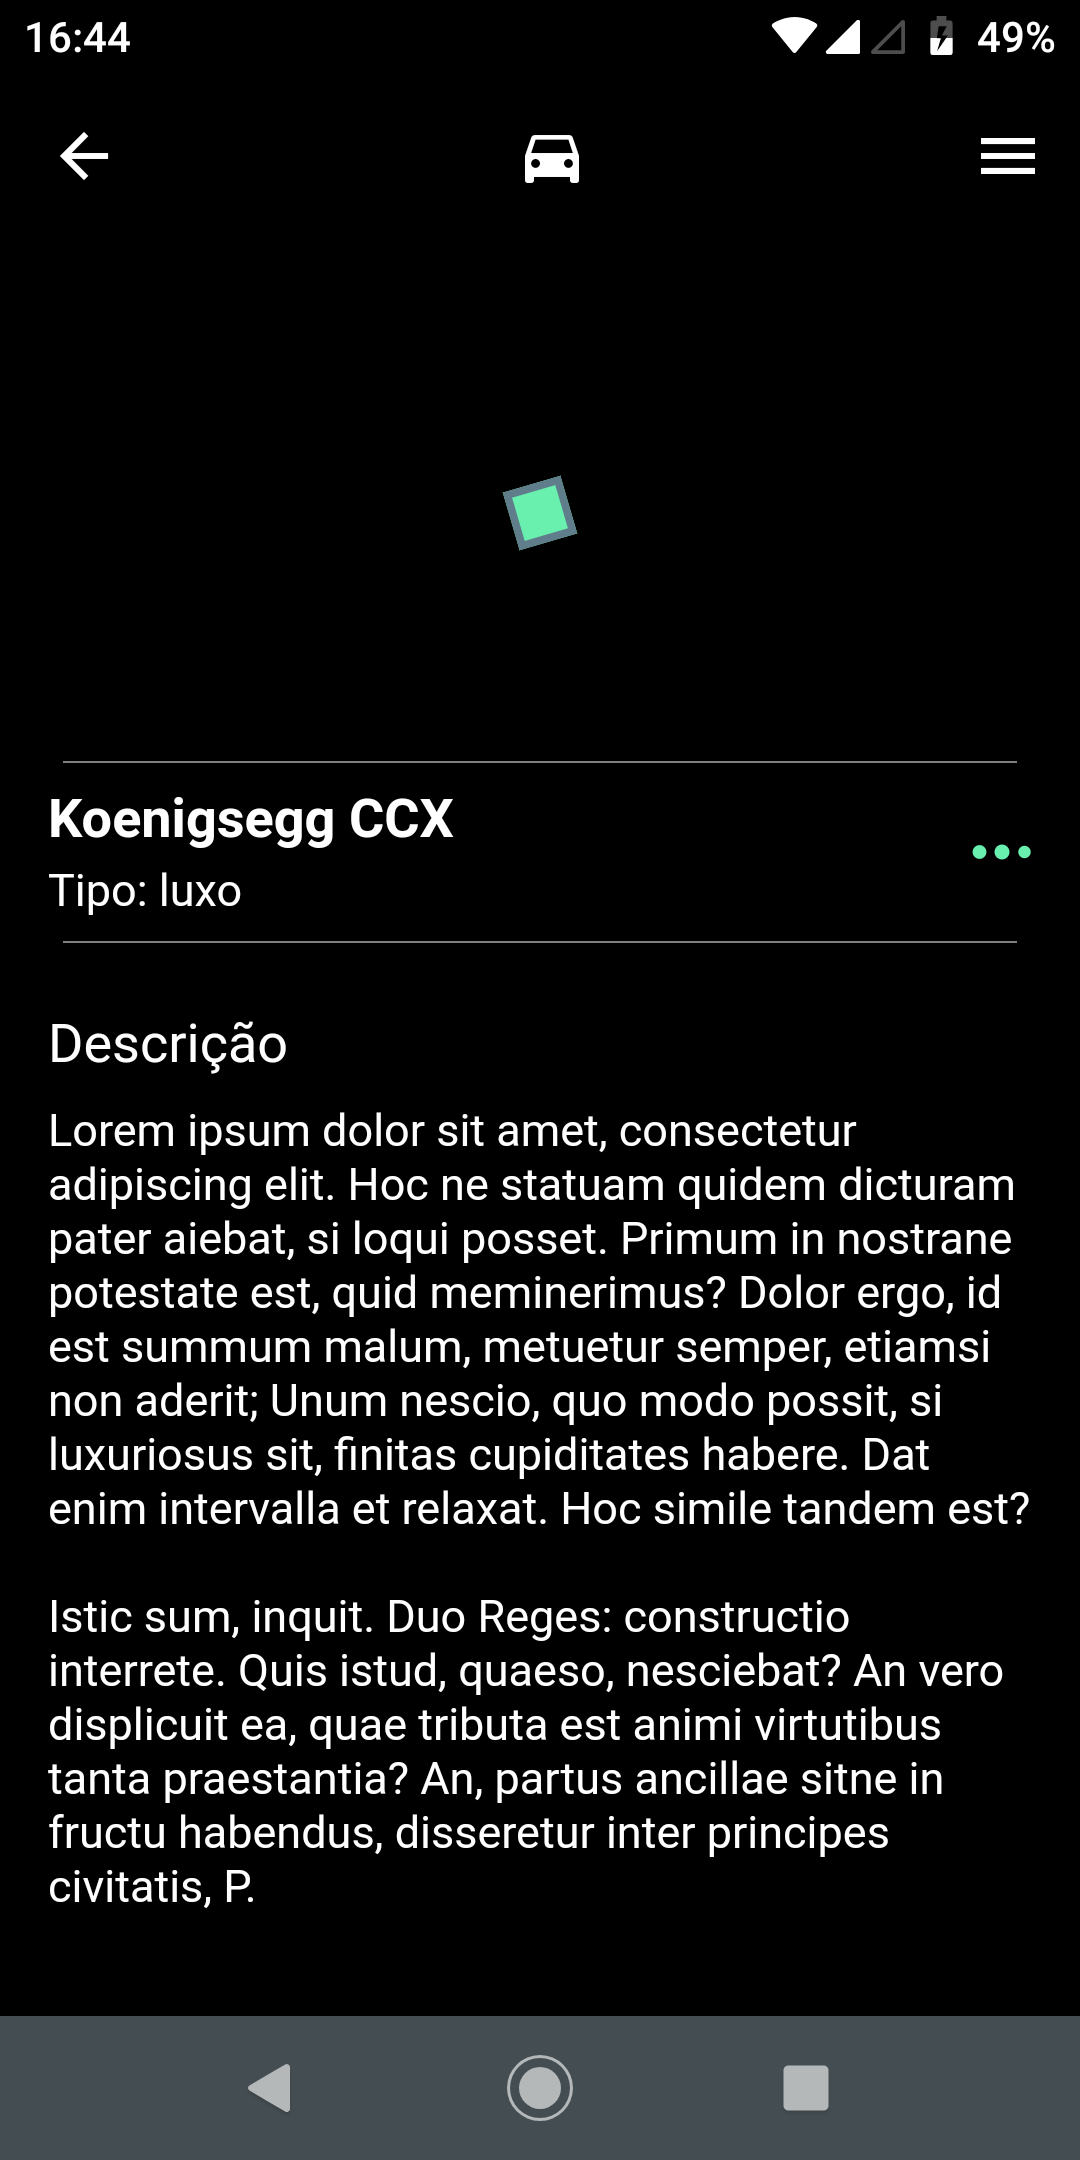 16:44
49%
Koenigsegg CCX
Tipo: luxo
Descrição
Lorem ipsum dolor sit amet, consectetur
adipiscing elit. Hoc ne statuam quidem dicturam
pater aiebat, si loqui posset. Primum in nostrane
potestate est, quid meminerimus? Dolor ergo, id
est summum malum, metuetur semper, etiamsi
non aderit; Unum nescio, quo modo possit, si
luxuriosus sit, finitas cupiditates habere. Dat
enim intervalla et relaxat. Hoc simile tandem est?
Istic sum, inquit. Duo Reges: constructio
interrete. Quis istud, quaeso, nesciebat? An vero
displicuit ea, quae tributa est animi virtutibus
tanta praestantia? An, partus ancillae sitne in
fructu habendus, disseretur inter principes
civitatis, P.